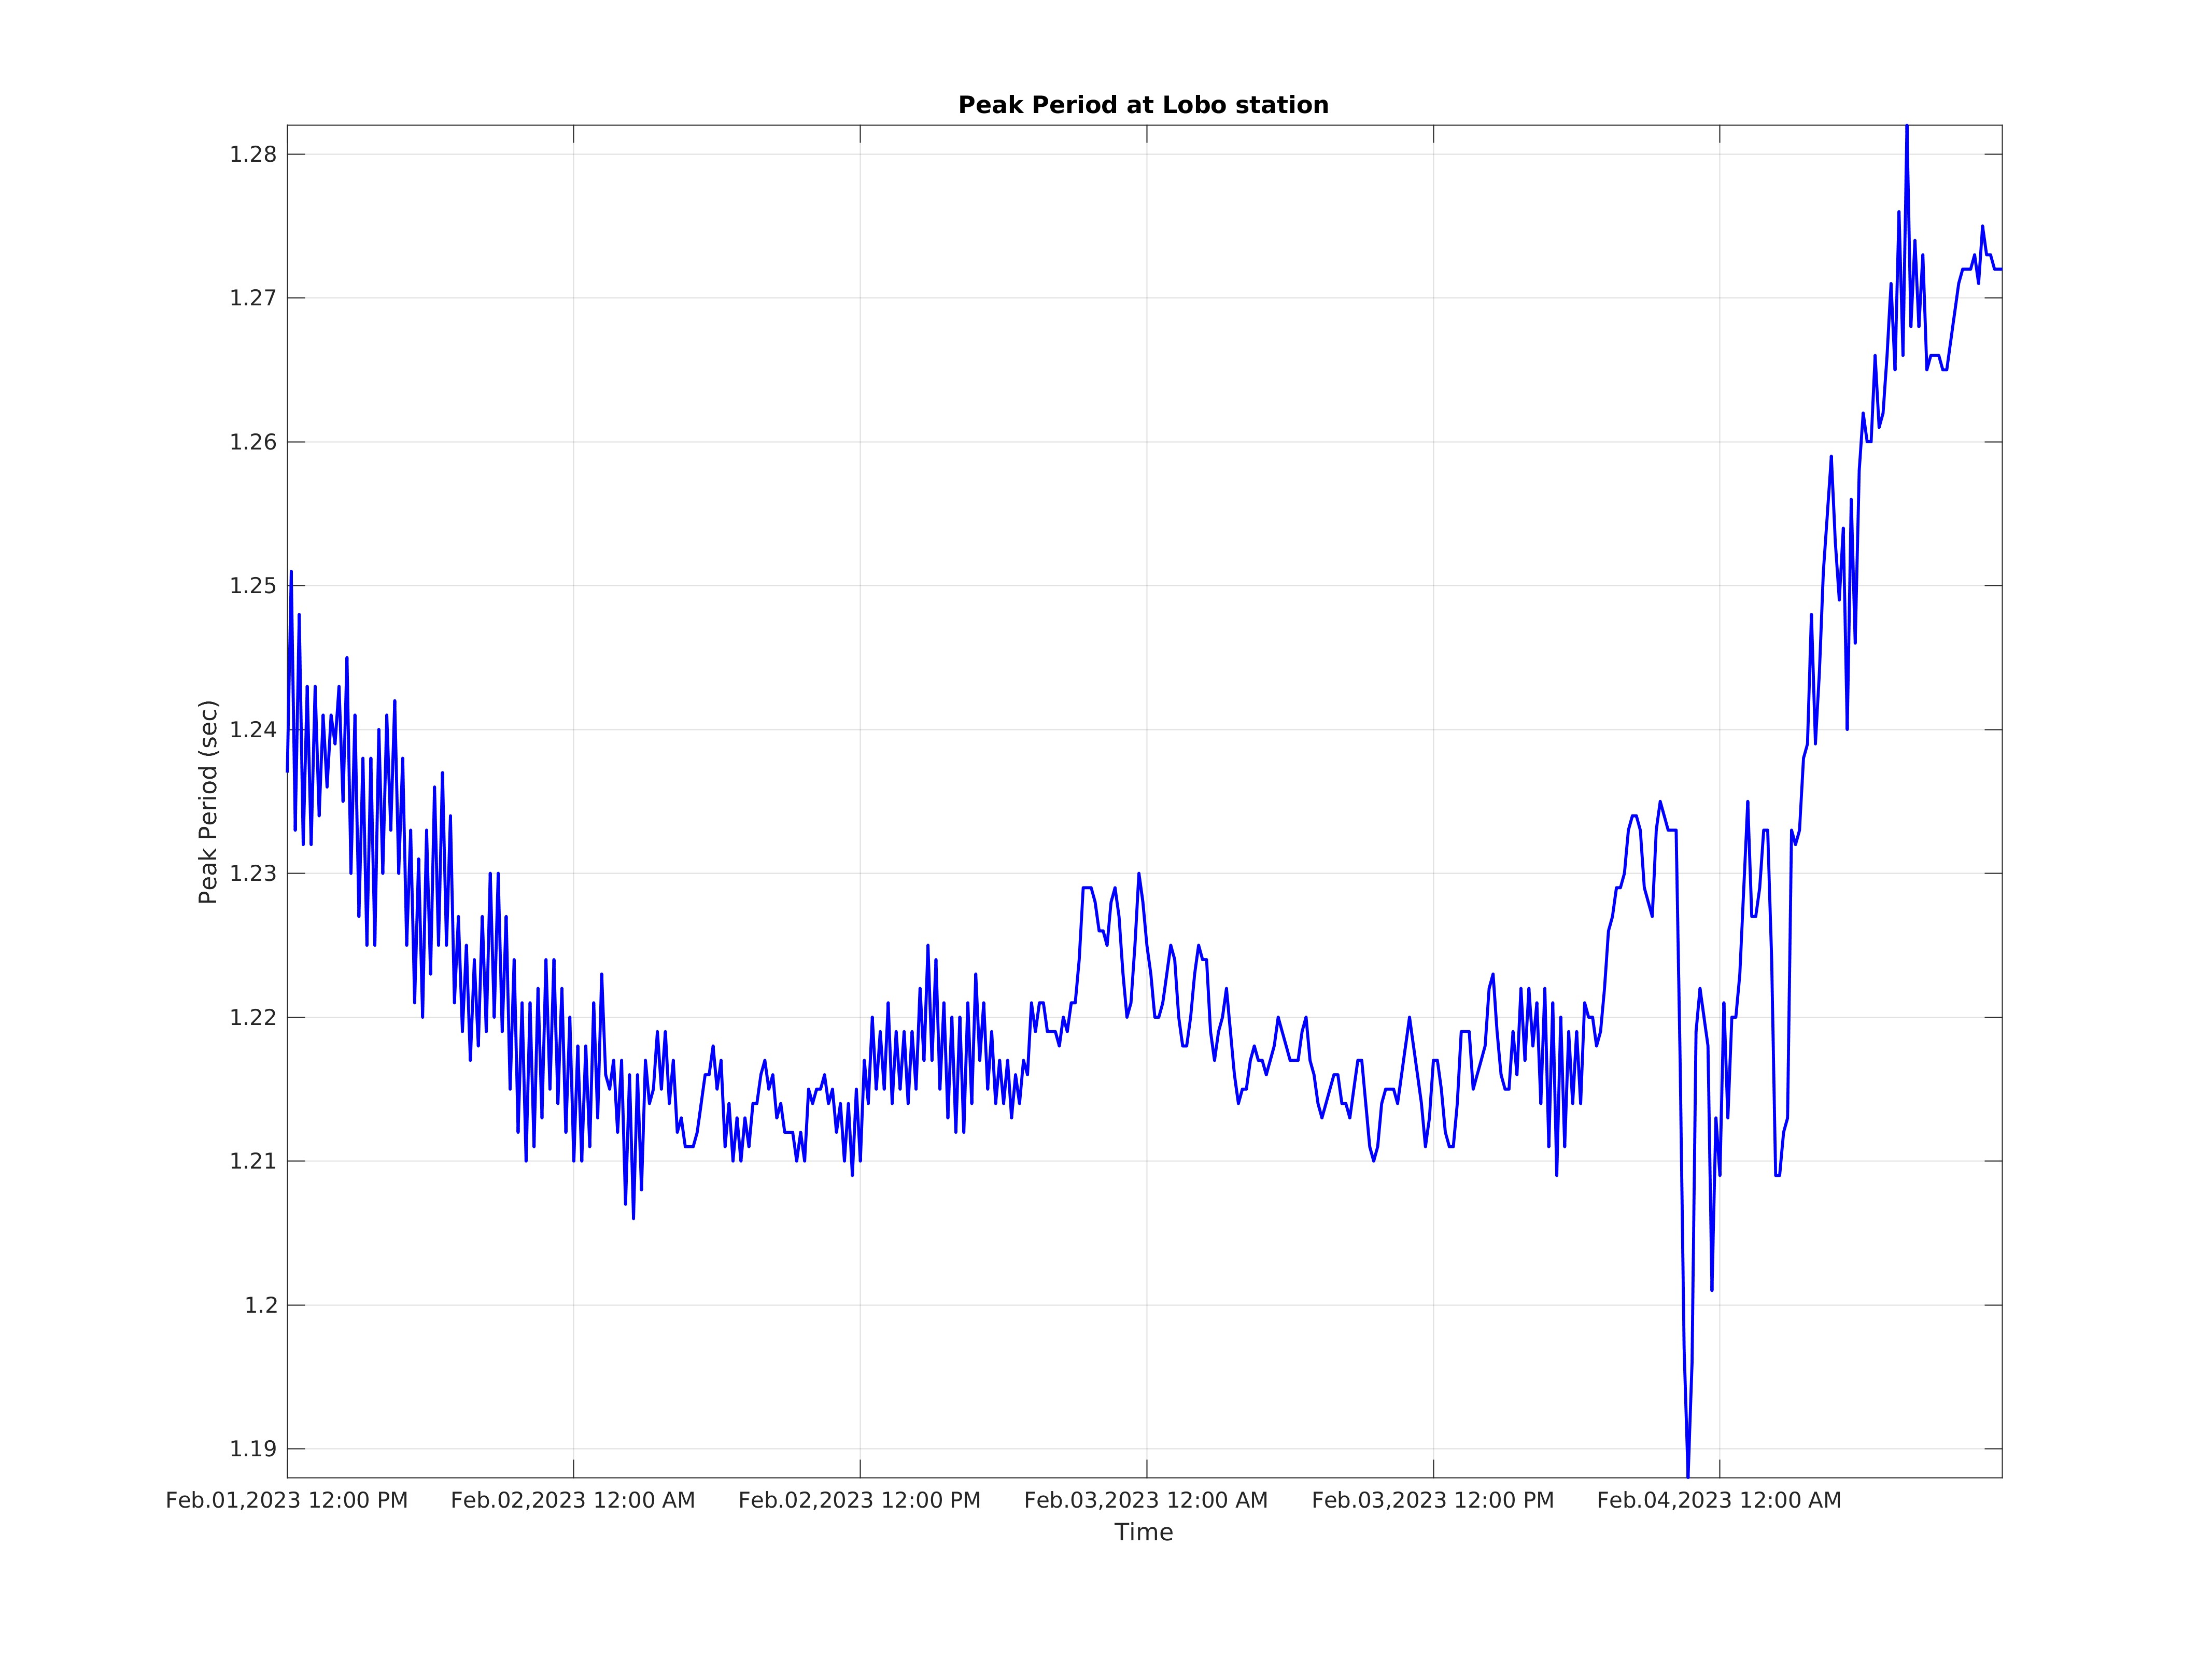 Peak Period at Lobo station
1.28
1.27
1.26
1.25
1.24
1.23
1.22
1.21
1.2
1.19
Peak Period (sec)
Feb.01,2023 12:00 PM
Feb.02,2023 12:00 AM
Feb.02,2023 12:00 PM
Feb.03,2023 12:00 AM
Feb.03,2023 12:00 PM
Feb.04,2023 12:00 AM
Time